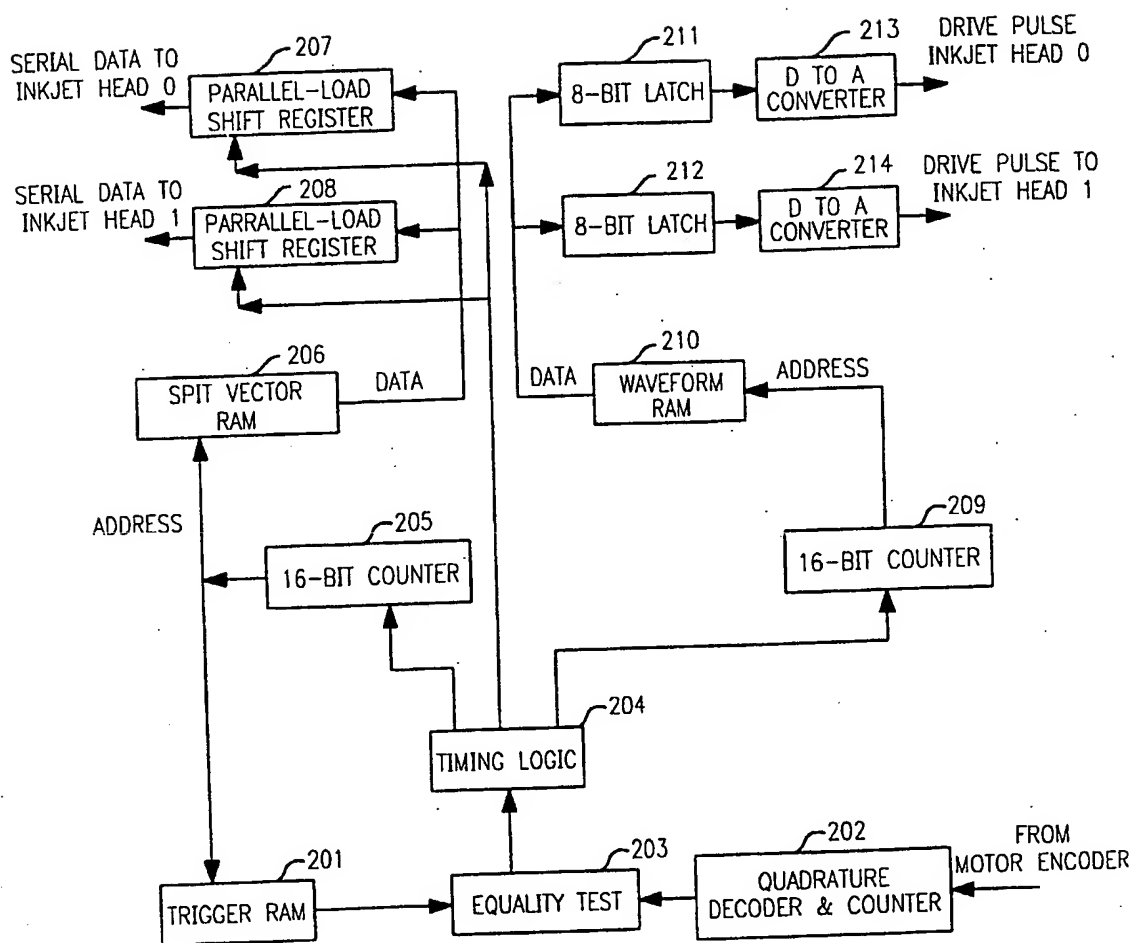 207
SERIAL DATA TO
INKJET HEAD 0
PARALLEL-LOAD
SHIFT REGISTER
211
8-BIT LATCH
213
D TO A
CONVERTER
DRIVE PULSE
INKJET HEAD 0
SERIAL DATA TO
INKJET HEAD 1
208
PARRALLEL-LOAD
SHIFT REGISTER
212
8-BIT LATCH
214
D TO A
CONVERTER
DRIVE PULSE TO
INKJET HEAD 1
206
SPIT VECTOR
RAM
DATA
DATA
210
WAVEFORM
RAM
ADDRESS
ADDRESS
205
16-BIT COUNTER
209
16-BIT COUNTER
204
TIMING LOGIC
201
TRIGGER RAM
203
EQUALITY TEST
202
QUADRATURE
DECODER & COUNTER
FROM
MOTOR ENCODER